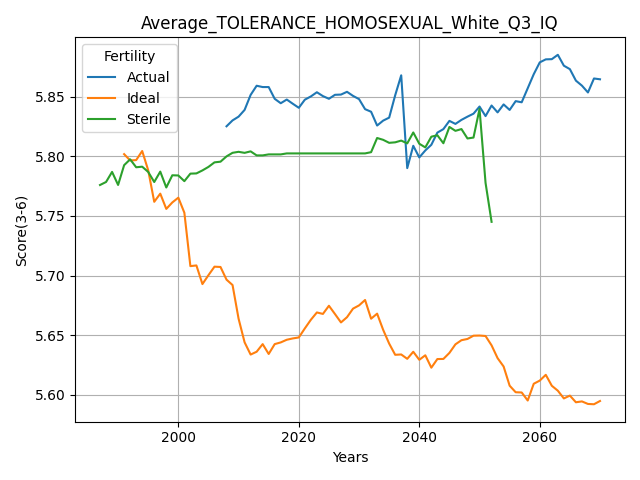 Average_TOLERANCE_HOMOSEXUAL_White_Q3_IQ
Fertility
Actual
Ideal
Sterile
Score(3-6)
5.85
5.80
5.75
5.70
5.65
5.60
2000
2020
2040
2060
Years